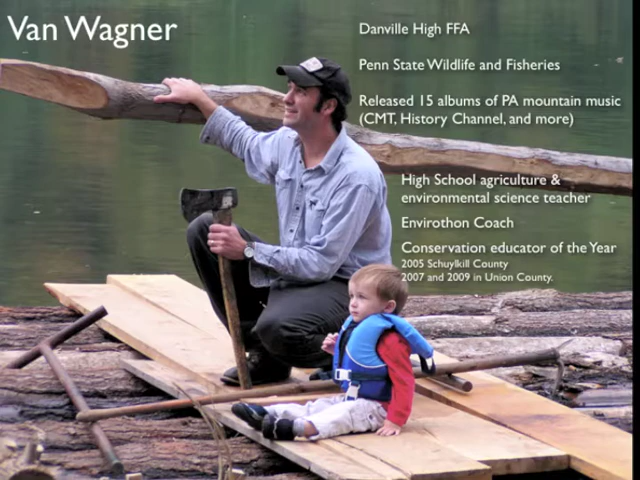 Van Wagner
Danville High FFA
Penn State Wildlife and Fisheries
Released 15 albums of PA mountain music
(CMT, History Channel, and more)
High School agriculture &
environmental science teacher
Envirothon Coach
Conservation educator of the Year
2005 Schuylkill County
2007 and 2009 in Union County.